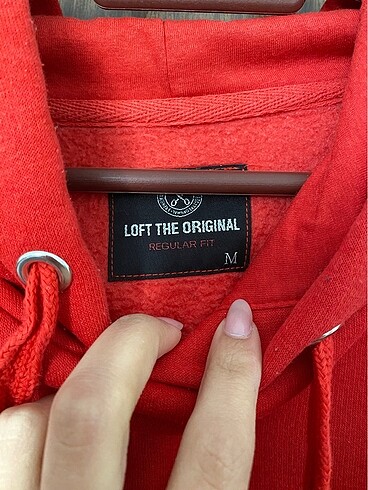 LOFT THE ORIGINAL
REGULAR FIT
M